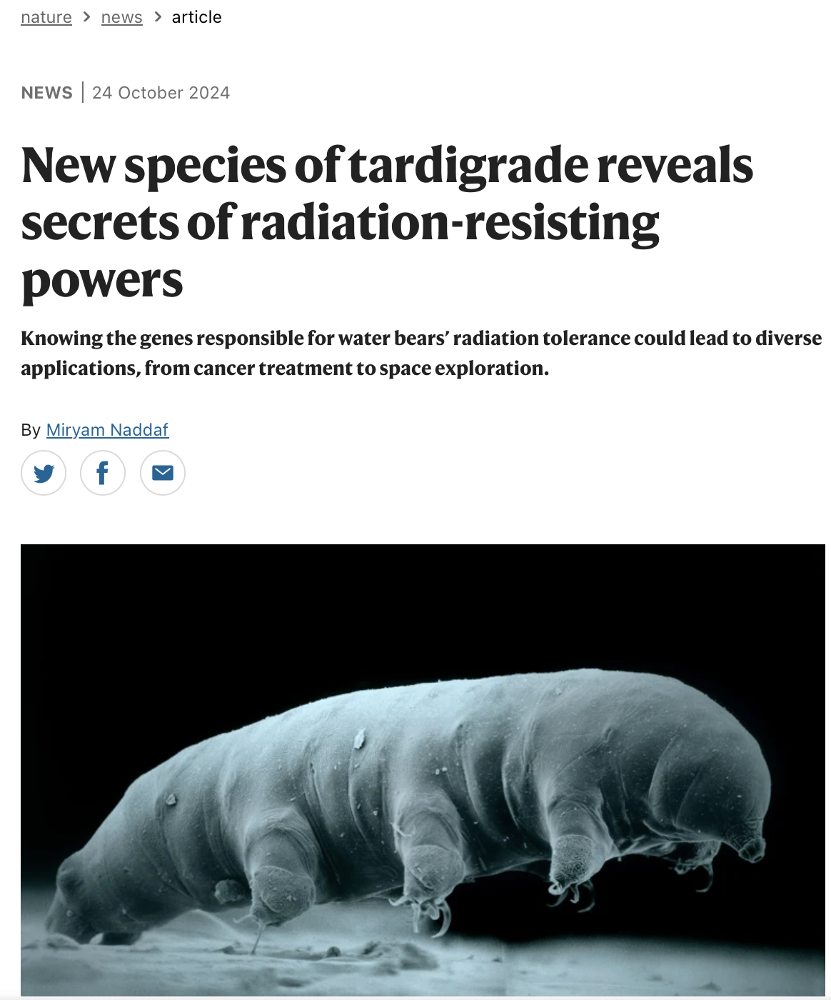 nature > news > article
NEWS | 24 October 2024
New species of tardigrade reveals
secrets of radiation-resisting
powers
Knowing the genes responsible for water bears’ radiation tolerance could lead to diverse
applications, from cancer treatment to space exploration.
By Miryam Naddaf